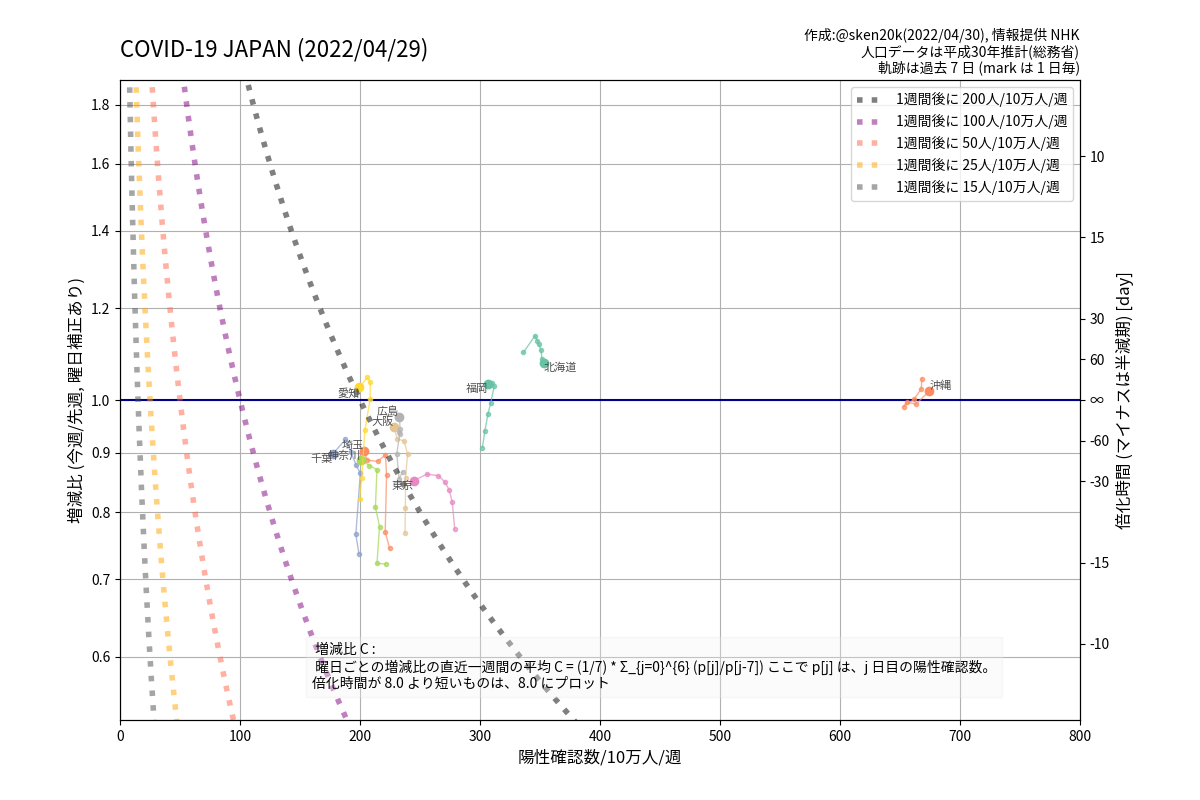 COVID-19 JAPAN (2022/04/29)
作成:@sken20k(2022/04/30), 情報提供 NHK
人口データは平成30年推計(総務省)
軌跡は過去 7 日 (mark は 1 日毎)
1週間後に 200人/10万人/週
1週間後に 100人/10万人/週
1週間後に 50人/10万人/週
1週間後に 25人/10万人/週
1週間後に 15人/10万人/週
増減比 (今週/先週, 曜日補正あり)
1.8
1.6
1.4
1.2
1.0
0.9
0.8
0.7
0.6
倍化時間 (マイナスは半減期) [day]
10
15
30
60
∞
-60
-30
-15
-10
北海道
福岡
沖縄
愛知
広島
大阪
埼玉
千葉
神奈川
東京
増減比 C :
曜日ごとの増減比の直近一週間の平均 C = (1/7) * Σ_{j=0}^{6} (p[j]/p[j-7]) ここで p[j] は、j 日目の陽性確認数。
倍化時間が 8.0 より短いものは、8.0 にプロット
0 100 200 300 400 500 600 700 800
陽性確認数/10万人/週